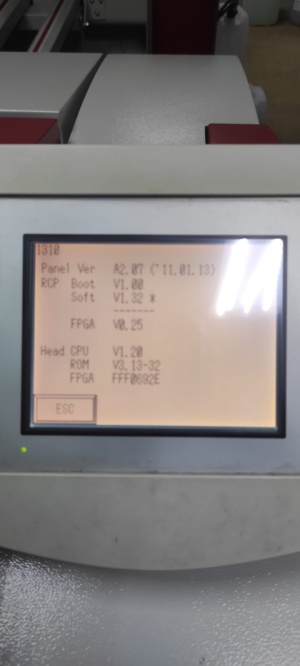 1310
Panel Ver A2.07 ('11.01.13)
RCP Boot V1.00
Soft V1.32 *
-------
FPGA V0.25
Head CPU V1.20
ROM V3.13-32
FPGA FFF0692E
ESC